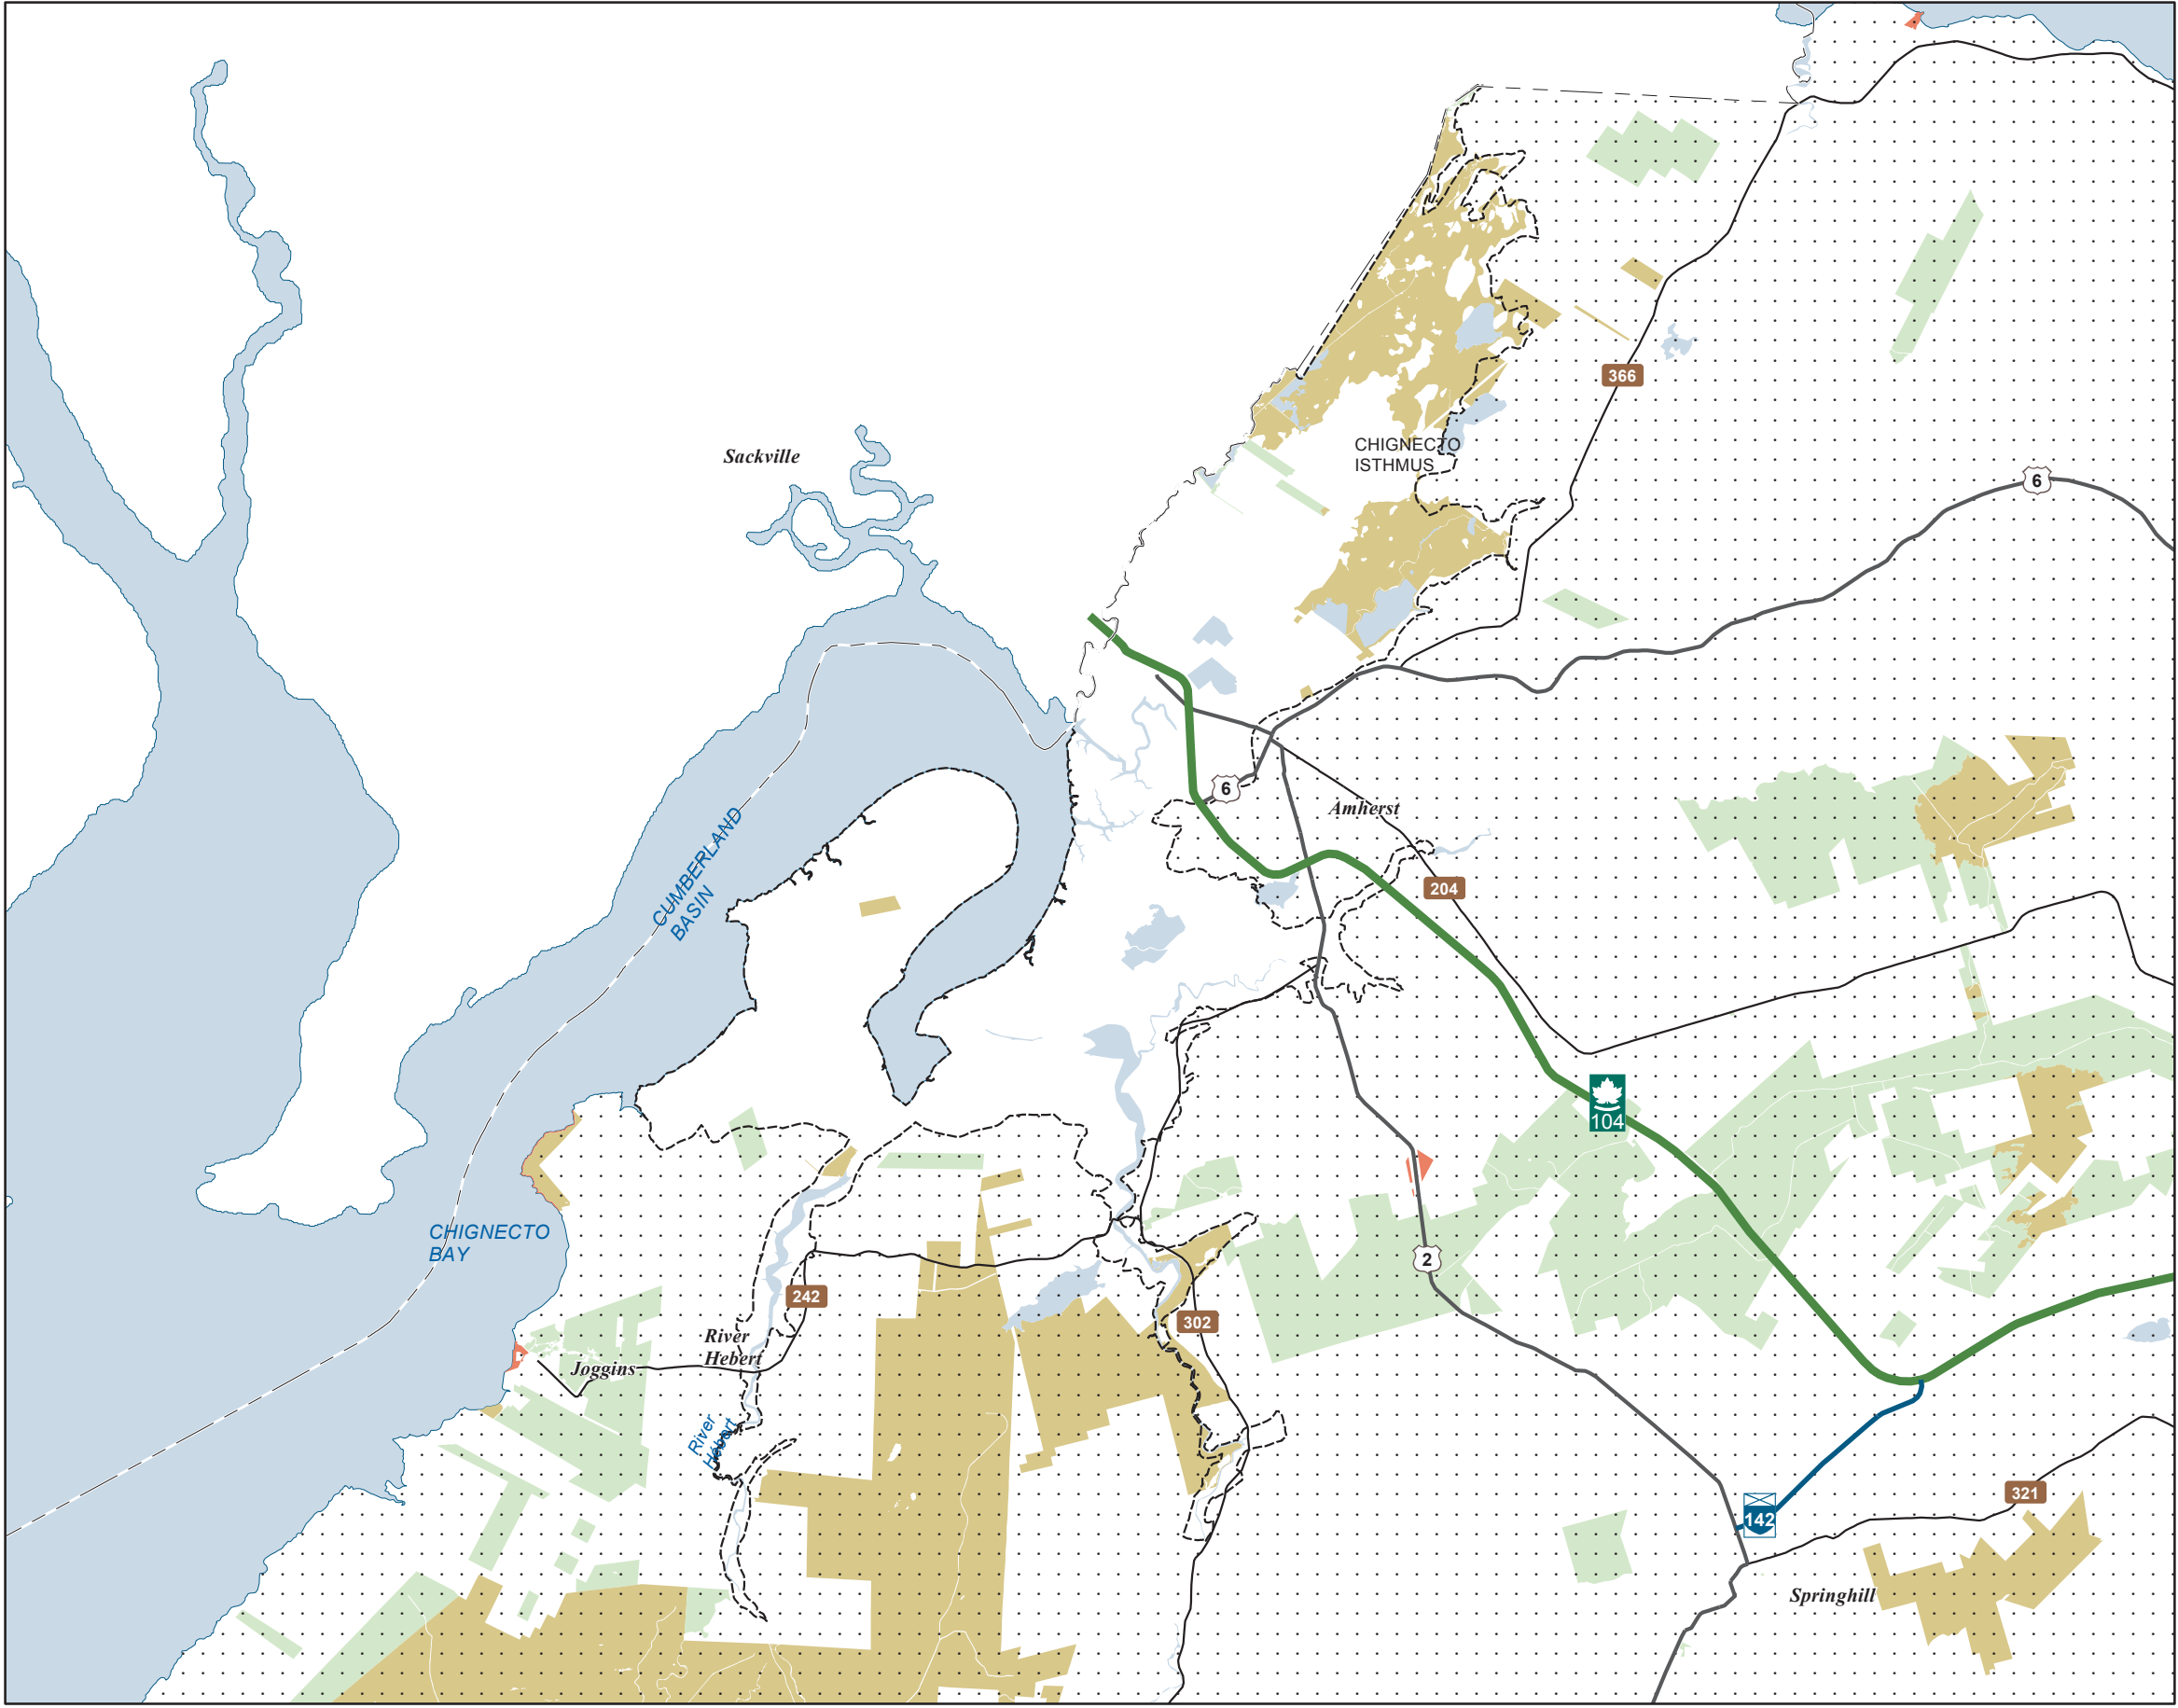 366
Sackville
CHIGNECTO
ISTHMUS
6
6
Amherst
CUMBERLAND
BASIN
204
104
CHIGNECTO
BAY
2
242
302
River
Hebert
Joggins
River
Hébert
321
142
Springhill